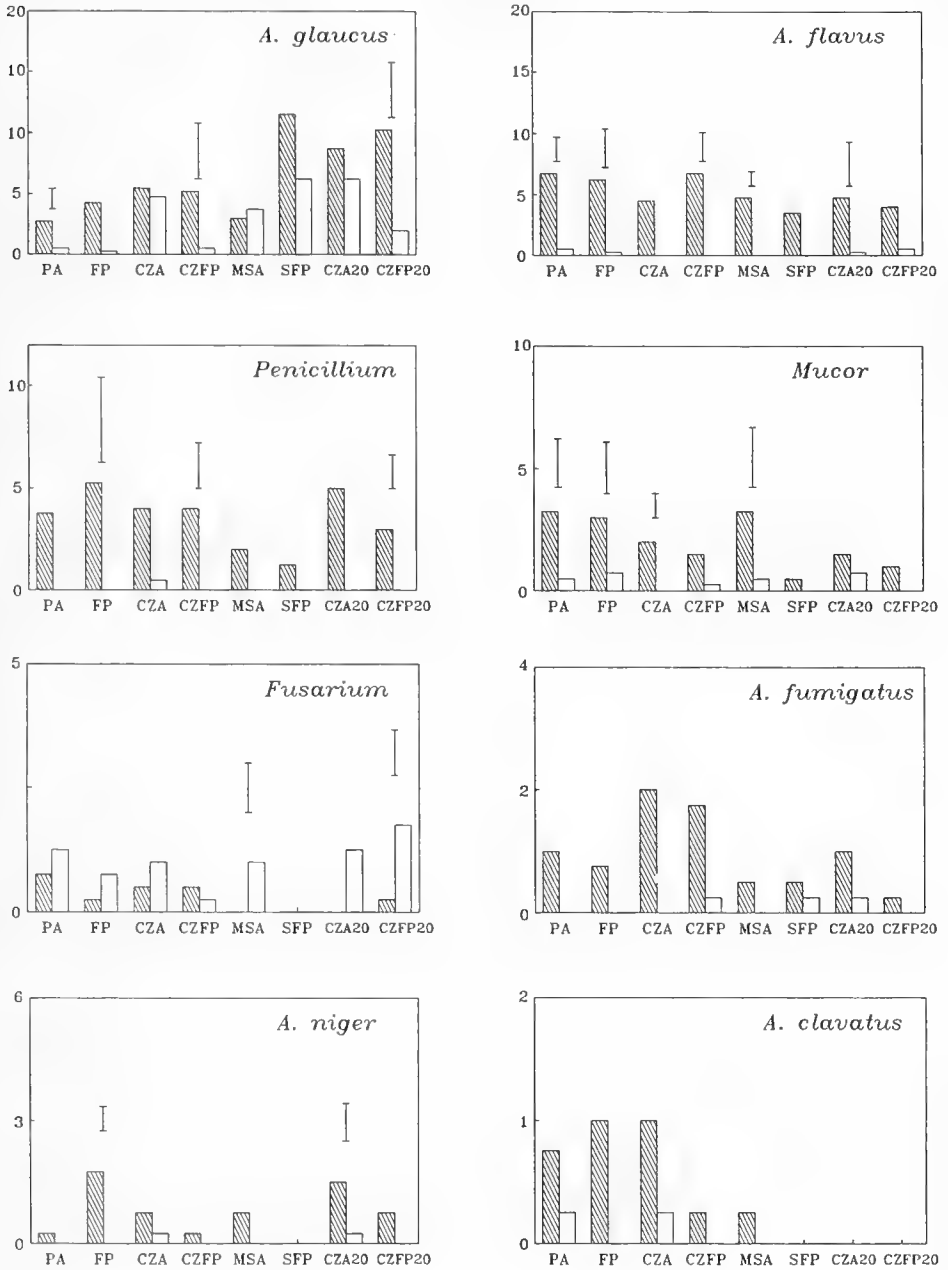 A. glaucus
20
10
10
5
0
PA FP CZA CZFP MSA SFP CZA20 CZFP20
A. flavus
20
15
10
5
0
PA FP CZA CZFP MSA SFP CZA20 CZFP20
Penicillium
10
5
0
PA FP CZA CZFP MSA SFP CZA20 CZFP20
Mucor
10
5
0
PA FP CZA CZFP MSA SFP CZA20 CZFP20
Fusarium
5
0
PA FP CZA CZFP MSA SFP CZA20 CZFP20
A. fumigatus
4
2
0
PA FP CZA CZFP MSA SFP CZA20 CZFP20
A. niger
6
3
0
PA FP CZA CZFP MSA SFP CZA20 CZFP20
A. clavatus
2
1
0
PA FP CZA CZFP MSA SFP CZA20 CZFP20